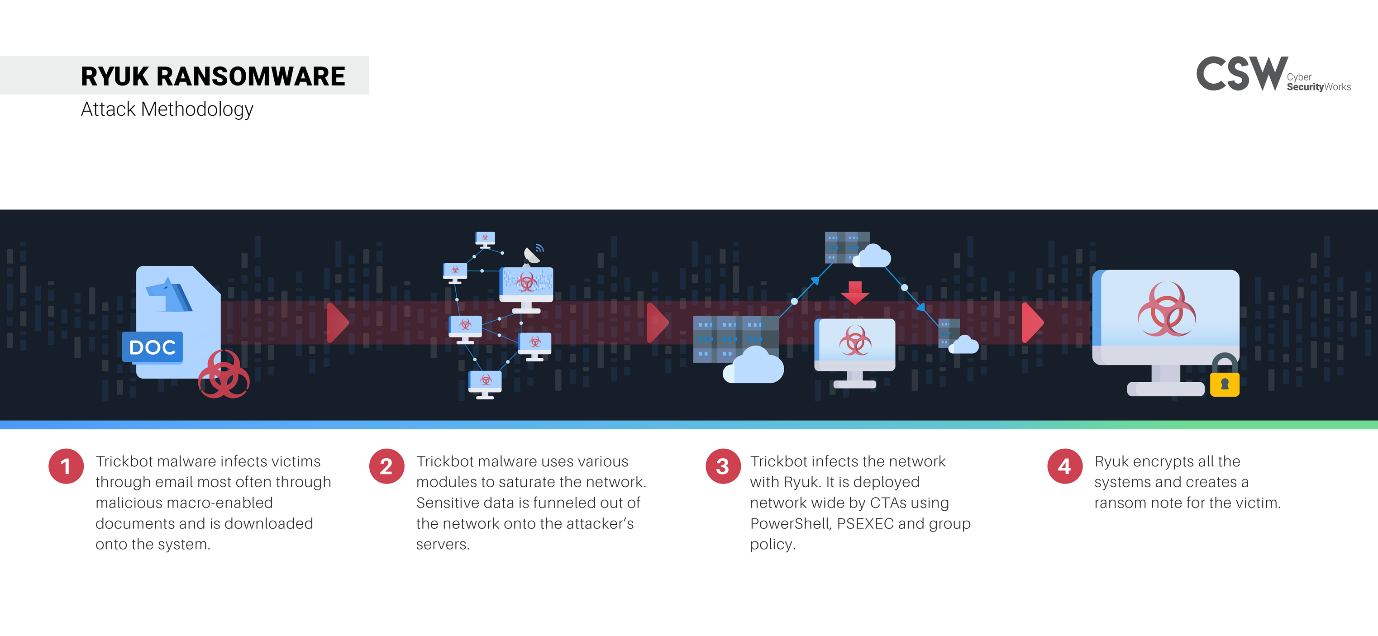 RYUK RANSOMWARE
Attack Methodology
CSW Cyber
SecurityWorks
DOC
1
Trickbot malware infects victims
through email most often through
malicious macro-enabled
documents and is downloaded
onto the system.
2
Trickbot malware uses various
modules to saturate the network.
Sensitive data is funneled out of
the network onto the attacker's
servers.
3
Trickbot infects the network
with Ryuk. It is deployed
network wide by CTAs using
PowerShell, PSEXEC and group
policy.
4
Ryuk encrypts all the
systems and creates a
ransom note for the victim.